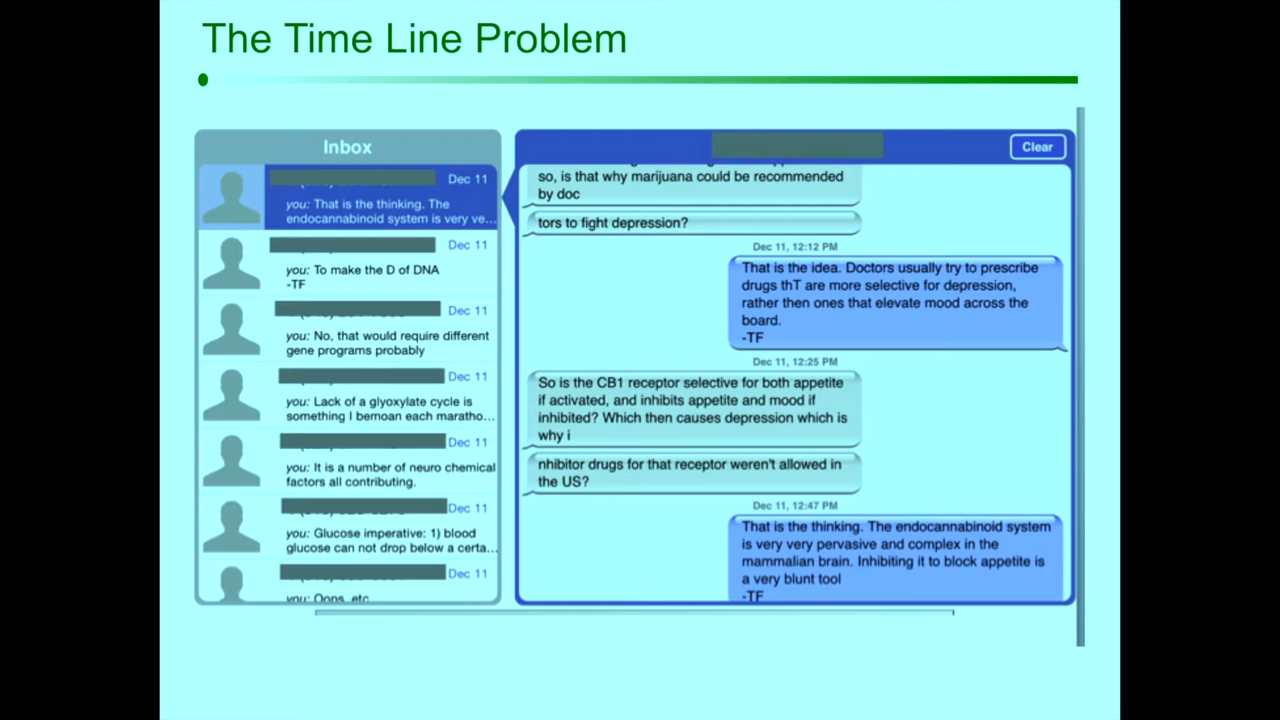 The Time Line Problem
Inbox
Dec 11
you: That is the thinking. The
endocannabinoid system is very ve...
Dec 11
you: To make the D of DNA
-TF
Dec 11
you: No, that would require different
gene programs probably
Dec 11
you: Lack of a glyoxylate cycle is
something I bemoan each maratho...
Dec 11
you: It is a number of neuro chemical
factors all contributing.
Dec 11
you: Glucose imperative: 1) blood
glucose can not drop below a certa...
Dec 11
you: Oops, etc
Clear
so, is that why marijuana could be recommended
by doc
tors to fight depression?
Dec 11, 12:12 PM
That is the idea. Doctors usually try to prescribe
drugs thT are more selective for depression,
rather then ones that elevate mood across the
board.
-TF
Dec 11, 12:25 PM
So is the CB1 receptor selective for both appetite
if activated, and inhibits appetite and mood if
inhibited? Which then causes depression which is
why i
nhibitor drugs for that receptor weren't allowed in
the US?
Dec 11, 12:47 PM
That is the thinking. The endocannabinoid system
is very very pervasive and complex in the
mammalian brain. Inhibiting it to block appetite is
a very blunt tool
-TF